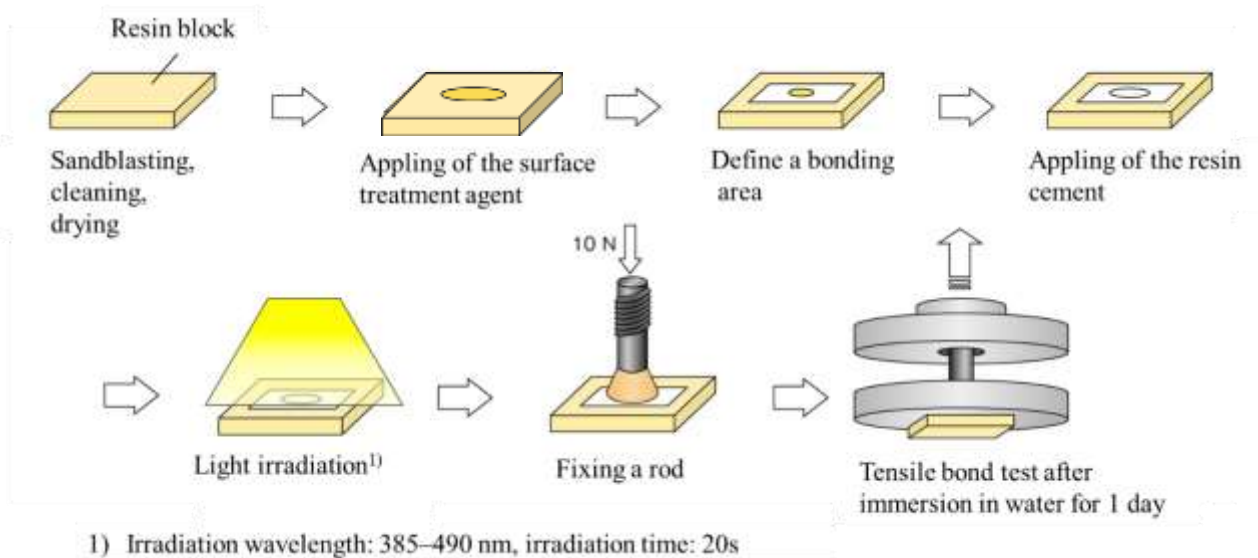 Resin block
Sandblasting,
cleaning,
drying
Appling of the surface
treatment agent
Define a bonding
area
Appling of the resin
cement
Light irradiation1)
10 N
Fixing a rod
Tensile bond test after
immersion in water for 1 day
1) Irradiation wavelength: 385–490 nm, irradiation time: 20s